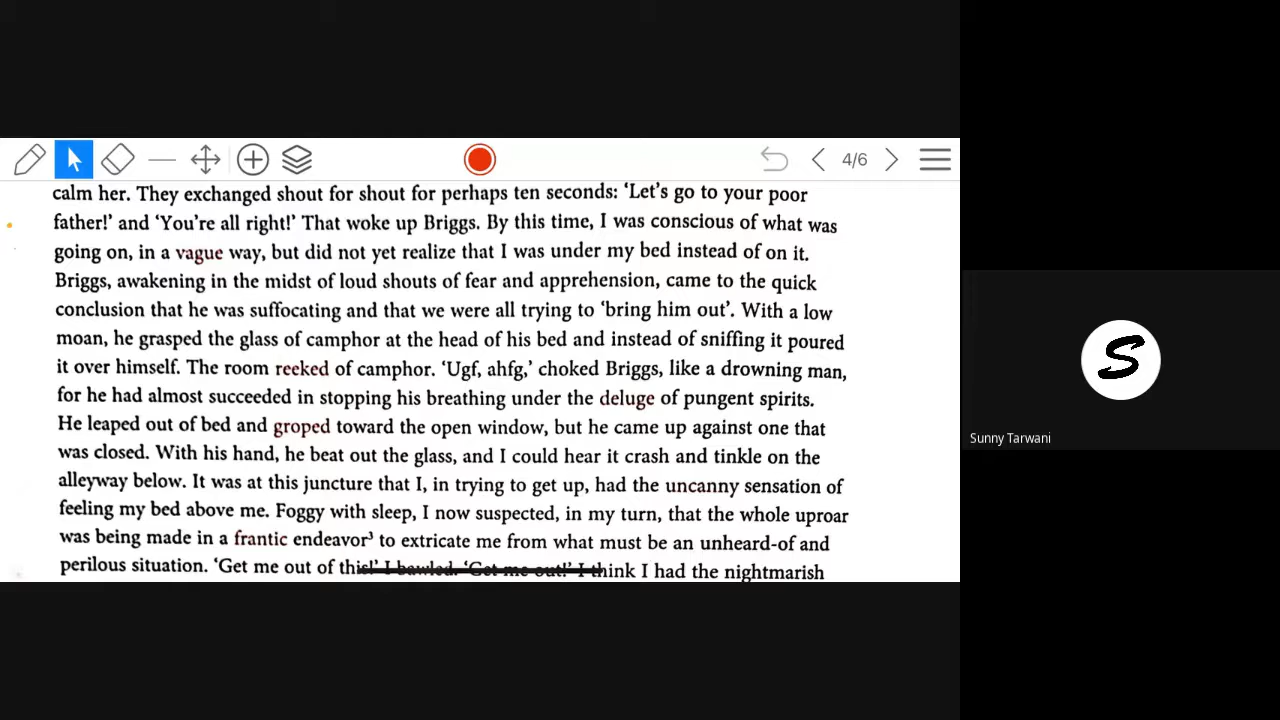 4/6
calm her. They exchanged shout for shout for perhaps ten seconds: ‘Let’s go to your poor
father!’ and ‘You’re all right!’ That woke up Briggs. By this time, I was conscious of what was
going on, in a vague way, but did not yet realize that I was under my bed instead of on it.
Briggs, awakening in the midst of loud shouts of fear and apprehension, came to the quick
conclusion that he was suffocating and that we were all trying to ‘bring him out’. With a low
moan, he grasped the glass of camphor at the head of his bed and instead of sniffing it poured
it over himself. The room reeked of camphor. ‘Ugf, ahfg,’ choked Briggs, like a drowning man,
for he had almost succeeded in stopping his breathing under the deluge of pungent spirits.
He leaped out of bed and groped toward the open window, but he came up against one that
was closed. With his hand, he beat out the glass, and I could hear it crash and tinkle on the
alleyway below. It was at this juncture that I, in trying to get up, had the uncanny sensation of
feeling my bed above me. Foggy with sleep, I now suspected, in my turn, that the whole uproar
was being made in a frantic endeavor³ to extricate me from what must be an unheard-of and
perilous situation. ‘Get me out of this!’ I bawled. ‘Get me out!’ I think I had the nightmarish
S
Sunny Tarwani